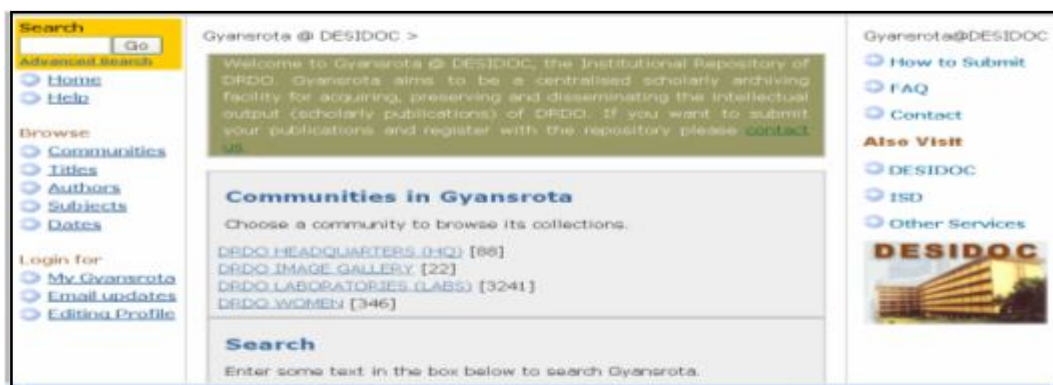 Search
Go
Advanced Search
Home
Help
Browse
Communities
Titles
Authors
Subjects
Dates
Login for
My Gyansrota
Email updates
Editing Profile
Gyansrota @ DESIDOC >
Welcome to Gyansrota @ DESIDOC, the Institutional Repository of
DRDO. Gyansrota aims to be a centralised scholarly archiving
facility for acquiring, preserving and disseminating the intellectual
output (scholarly publications) of DRDO. If you want to submit
your publications and register with the repository please contact
us.
Communities in Gyansrota
Choose a community to browse its collections.
DRDO HEADQUARTERS (HQ) [88]
DRDO IMAGE GALLERY [22]
DRDO LABORATORIES (LABS) [3241]
DRDO WOMEN [346]
Search
Enter some text in the box below to search Gyansrota.
Gyansrota@DESIDOC
How to Submit
FAQ
Contact
Also Visit
DESIDOC
ISD
Other Services
DESIDOC